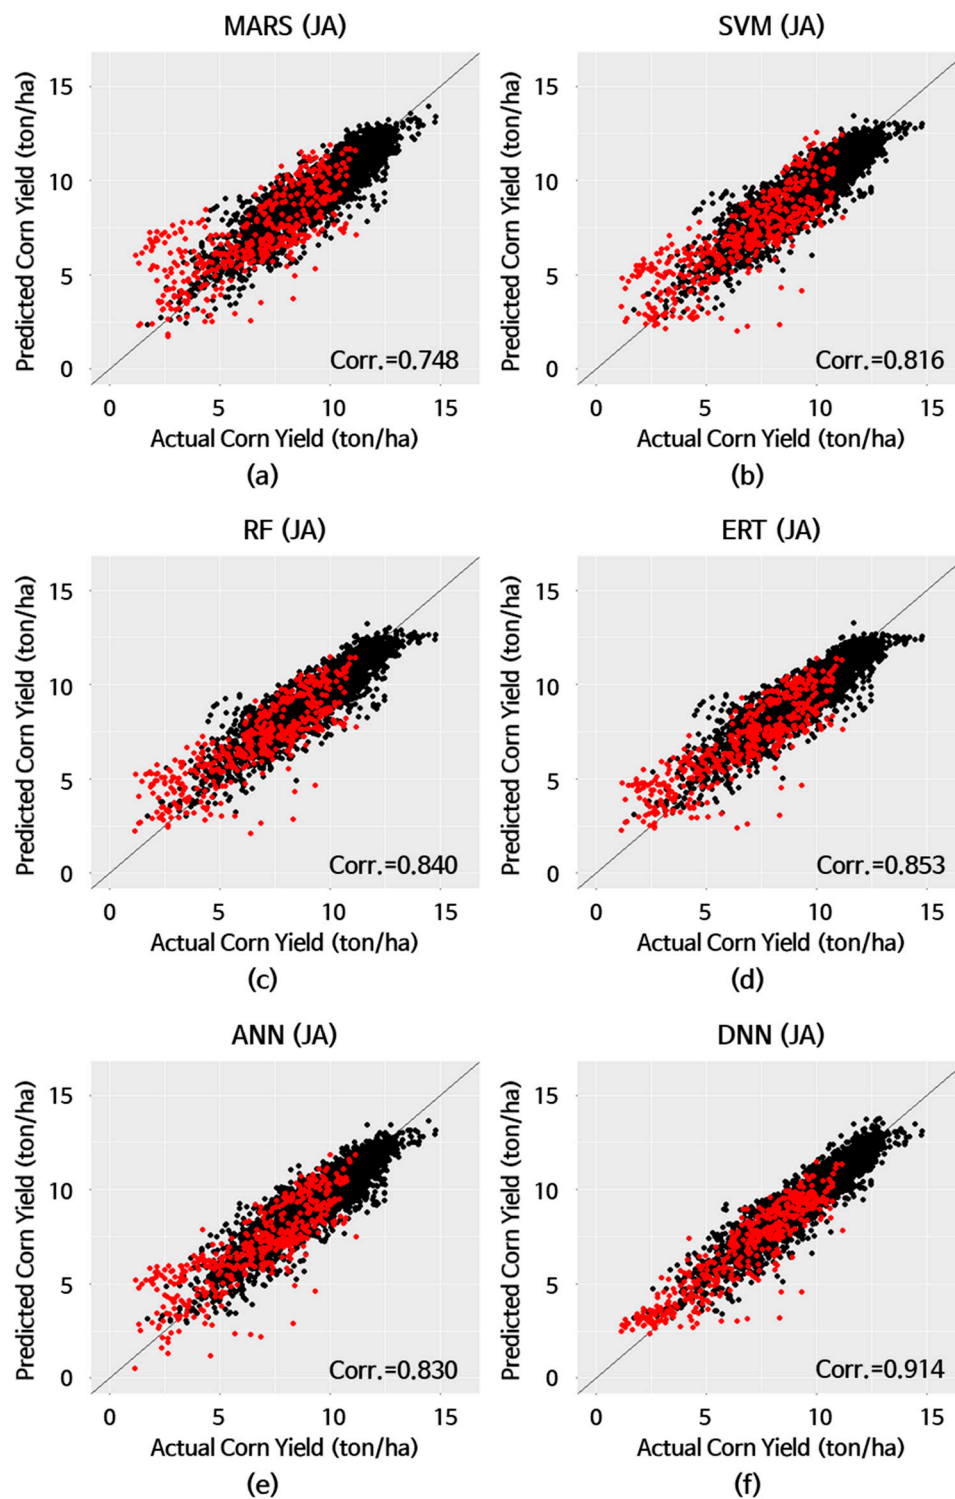 MARS (JA)
SVM (JA)
Predicted Corn Yield (ton/ha)
15
10
5
0
Corr.=0.748
0 5 10 15
Actual Corn Yield (ton/ha)
(a)
Predicted Corn Yield (ton/ha)
15
10
5
0
Corr.=0.816
0 5 10 15
Actual Corn Yield (ton/ha)
(b)
RF (JA)
ERT (JA)
Predicted Corn Yield (ton/ha)
15
10
5
0
Corr.=0.840
0 5 10 15
Actual Corn Yield (ton/ha)
(c)
Predicted Corn Yield (ton/ha)
15
10
5
0
Corr.=0.853
0 5 10 15
Actual Corn Yield (ton/ha)
(d)
ANN (JA)
DNN (JA)
Predicted Corn Yield (ton/ha)
15
10
5
0
Corr.=0.830
0 5 10 15
Actual Corn Yield (ton/ha)
(e)
Predicted Corn Yield (ton/ha)
15
10
5
0
Corr.=0.914
0 5 10 15
Actual Corn Yield (ton/ha)
(f)